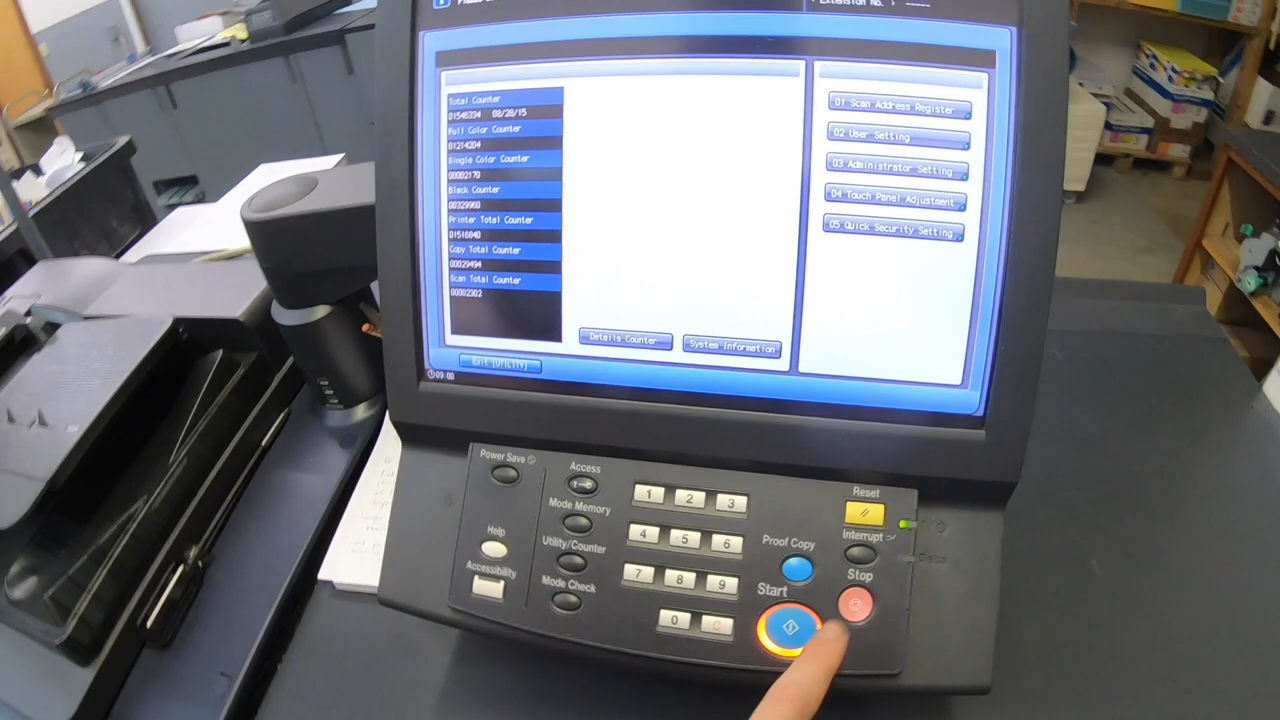 Extension No.
Total Counter
01546334 08/28/15
Full Color Counter
01214204
Single Color Counter
00002170
Black Counter
00329960
Printer Total Counter
01516840
Copy Total Counter
00029494
Scan Total Counter
00002302
Details Counter
System Information
Exit [Utility]
09:00
01 Scan Address Register
02 User Setting
03 Administrator Setting
04 Touch Panel Adjustment
05 Quick Security Setting
Power Save
Access
Mode Memory
Utility/Counter
Mode Check
Help
Accessibility
1 2 3
4 5 6
7 8 9
0 C
Proof Copy
Start
Reset
Interrupt
Stop